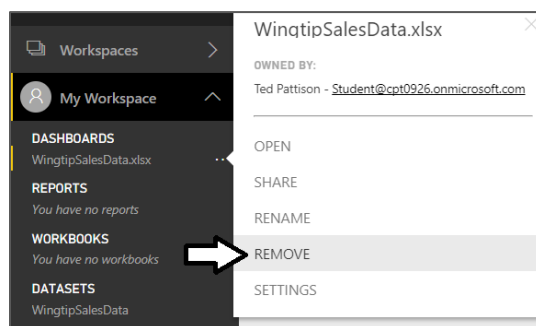 Workspaces
My Workspace
DASHBOARDS
WingtipSalesData.xlsx
REPORTS
You have no reports
WORKBOOKS
You have no workbooks
DATASETS
WingtipSalesData
WingtipSalesData.xlsx
OWNED BY:
Ted Pattison - Student@cpt0926.onmicrosoft.com
OPEN
SHARE
RENAME
REMOVE
SETTINGS